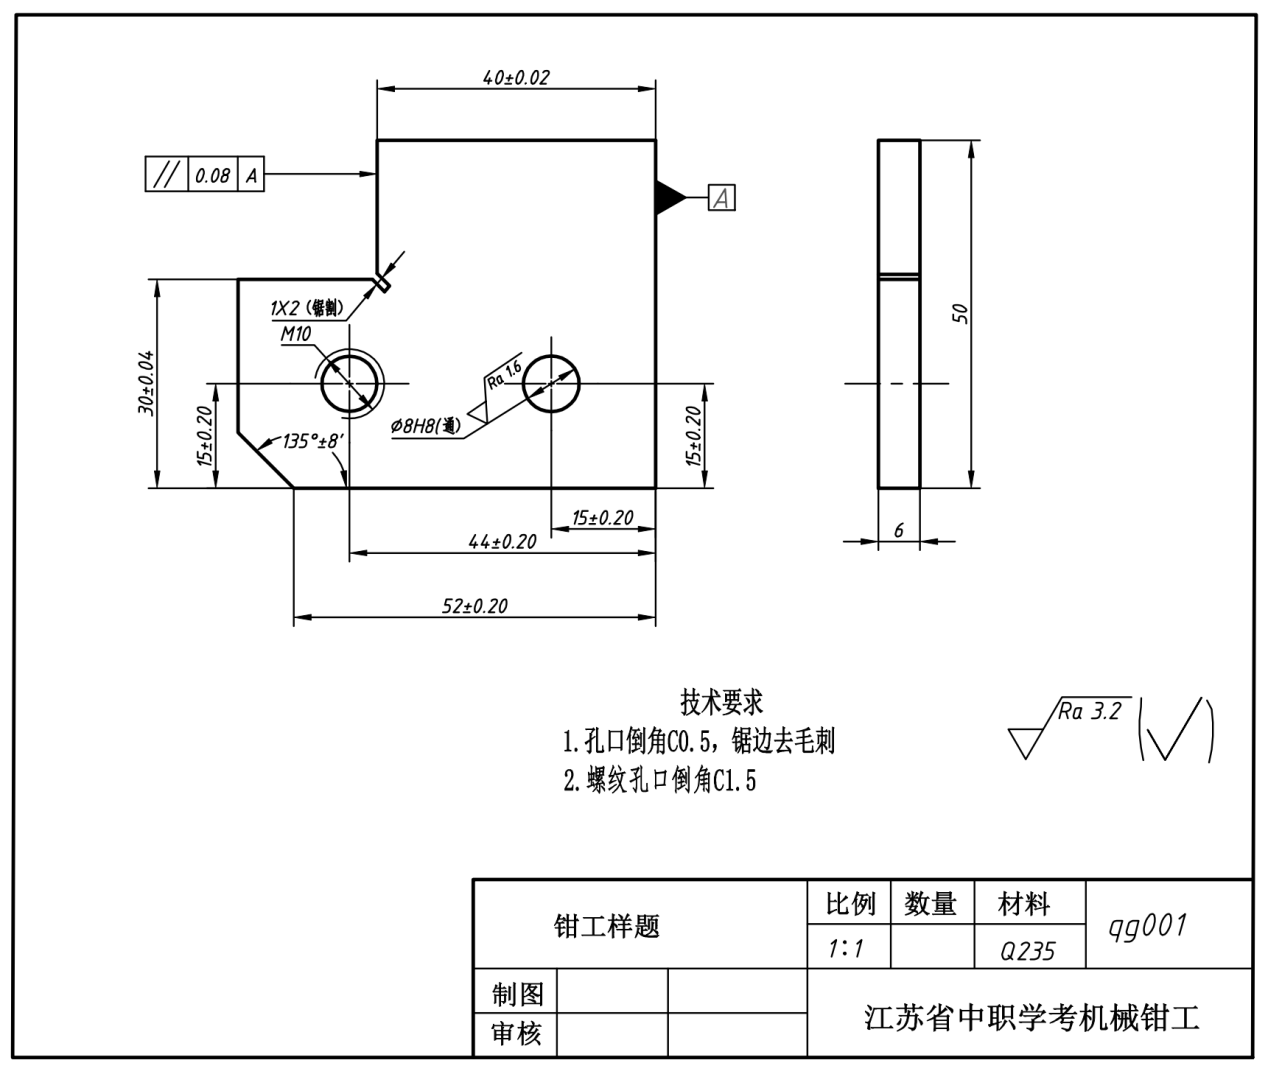 40±0.02
// 0.08 A
A
1X2 (锯割)
M10
Ra 1.6
30±0.04
15±0.20
135°±8′
Ø8H8(通)
15±0.20
50
15±0.20
44±0.20
6
52±0.20
技术要求
1.孔口倒角C0.5，锯边去毛刺
2.螺纹孔口倒角C1.5
Ra 3.2 (√)
钳工样题
比例 数量 材料
qg001
1:1 Q235
制图
审核
江苏省中职学考机械钳工